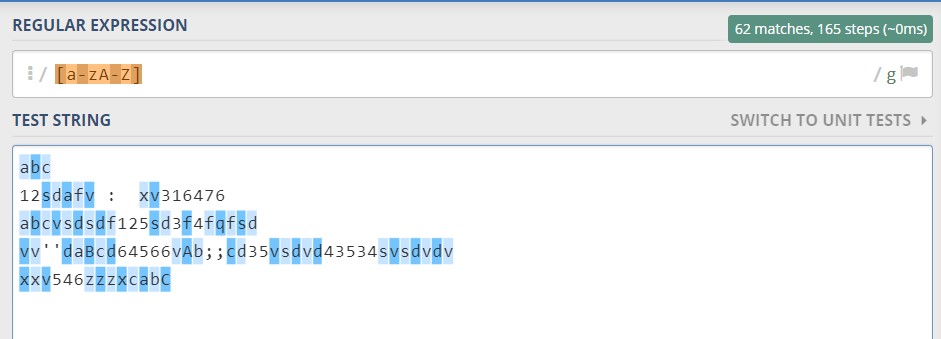 REGULAR EXPRESSION
62 matches, 165 steps (~0ms)
/ [a-zA-Z] / g
TEST STRING
SWITCH TO UNIT TESTS
abc
12sdafv :  xv316476
abcvsdsdf125sd3f4fqfsd
vv''daBcd64566vAb;;cd35vsdvd43534svsdvdv
xxv546zzzxcabC